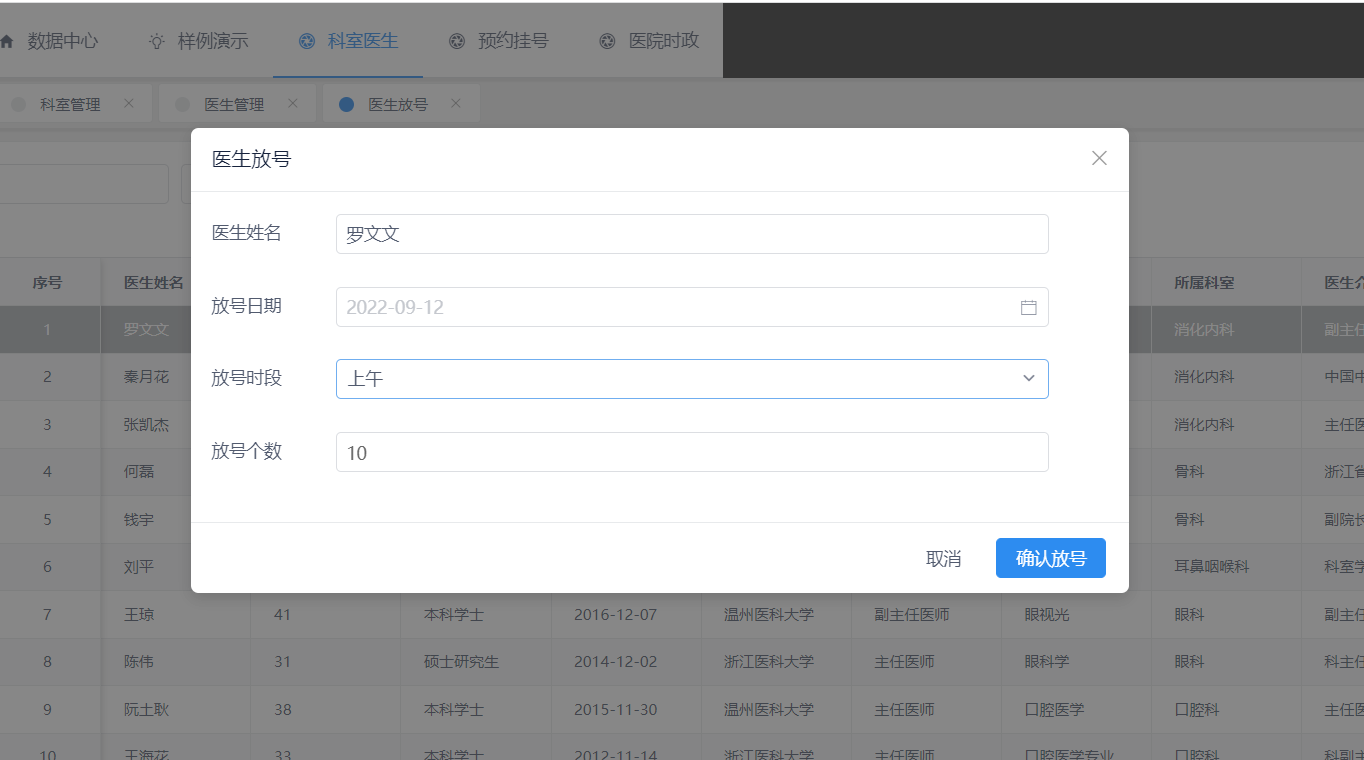 数据中心 样例演示 科室医生 预约挂号 医院时政
科室管理 医生管理 医生放号
医生放号
医生姓名 罗文文
放号日期 2022-09-12
放号时段 上午
放号个数 10
取消 确认放号
序号 医生姓名 所属科室 医生介
1 罗文文 消化内科 副主任
2 秦月花 消化内科 中国中
3 张凯杰 消化内科 主任医
4 何磊 骨科 浙江省
5 钱宇 骨科 副院长
6 刘平 耳鼻咽喉科 科室学
7 王琼 41 本科学士 2016-12-07 温州医科大学 副主任医师 眼视光 眼科 副主任
8 陈伟 31 硕士研究生 2014-12-02 浙江医科大学 主任医师 眼科学 眼科 科主任
9 阮土耿 38 本科学士 2015-11-30 温州医科大学 主任医师 口腔医学 口腔科 主任医
10 王海花 33 本科学士 2012-11-14 浙江医科大学 主任医师 口腔医学专业 口腔科 科副主